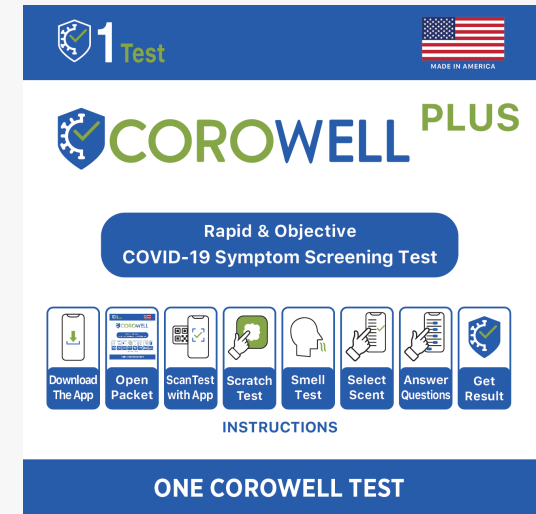 1 Test
MADE IN AMERICA
COROWELL PLUS
Rapid & Objective
COVID-19 Symptom Screening Test
Download
The App
Open
Packet
ScanTest
with App
Scratch
Test
Smell
Test
Select
Scent
Answer
Questions
Get
Result
INSTRUCTIONS
ONE COROWELL TEST